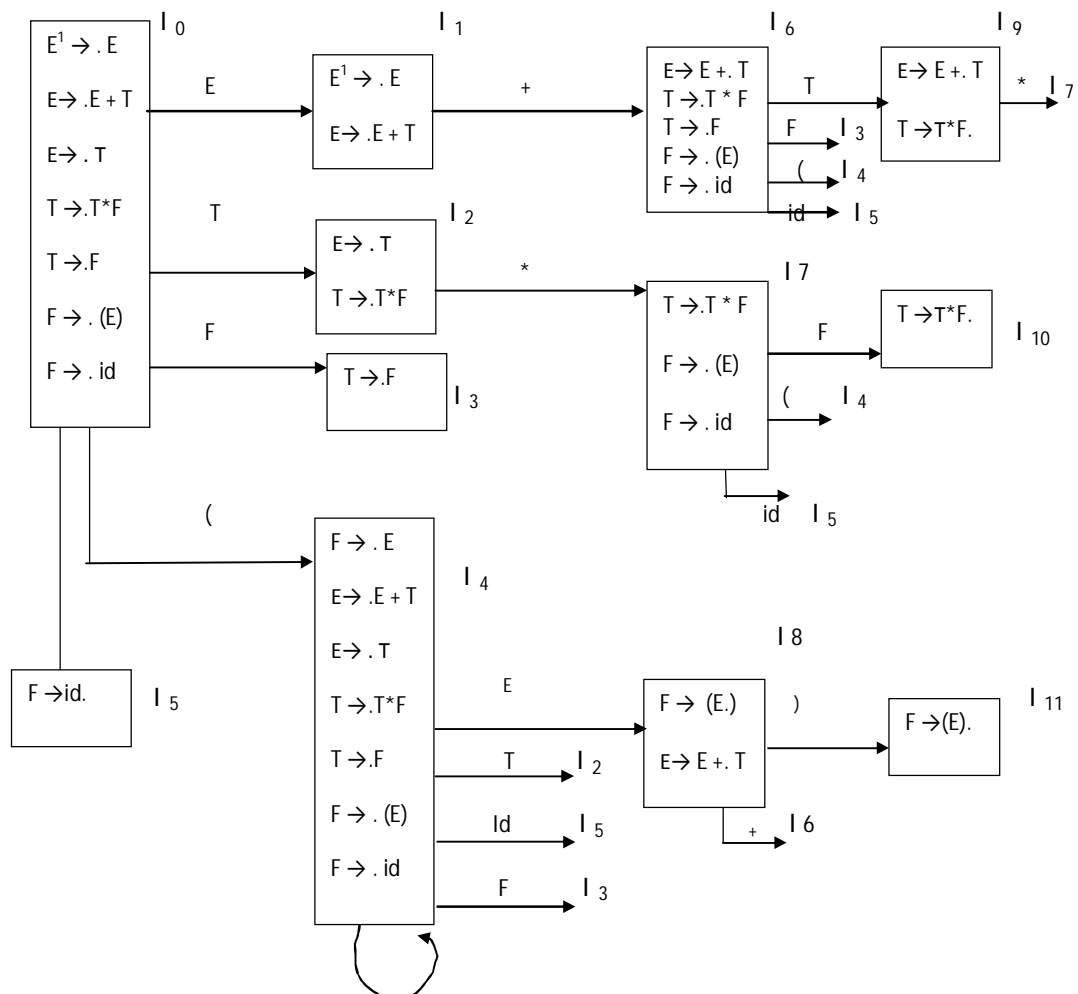 I 0
E¹ → . E
E→ .E + T
E→ . T
T →.T*F
T →.F
F → . (E)
F → . id
E
I 1
E¹ → . E
E→ .E + T
+
I 6
E→ E +. T
T →.T * F
T →.F
F → . (E)
F → . id
T
F
I 3
(
I 4
id
I 5
I 9
E→ E +. T
T →T*F.
*
I 7
T
I 2
E→ . T
T →.T*F
*
I 7
T →.T * F
F → . (E)
F → . id
F
T →T*F.
I 10
(
I 4
id
I 5
F
T →.F
I 3
(
F → . E
E→ .E + T
E→ . T
T →.T*F
T →.F
F → . (E)
F → . id
I 4
F →id.
I 5
E
I 8
F → (E.)
E→ E +. T
)
F →(E).
I 11
+
I 6
T
I 2
Id
I 5
F
I 3